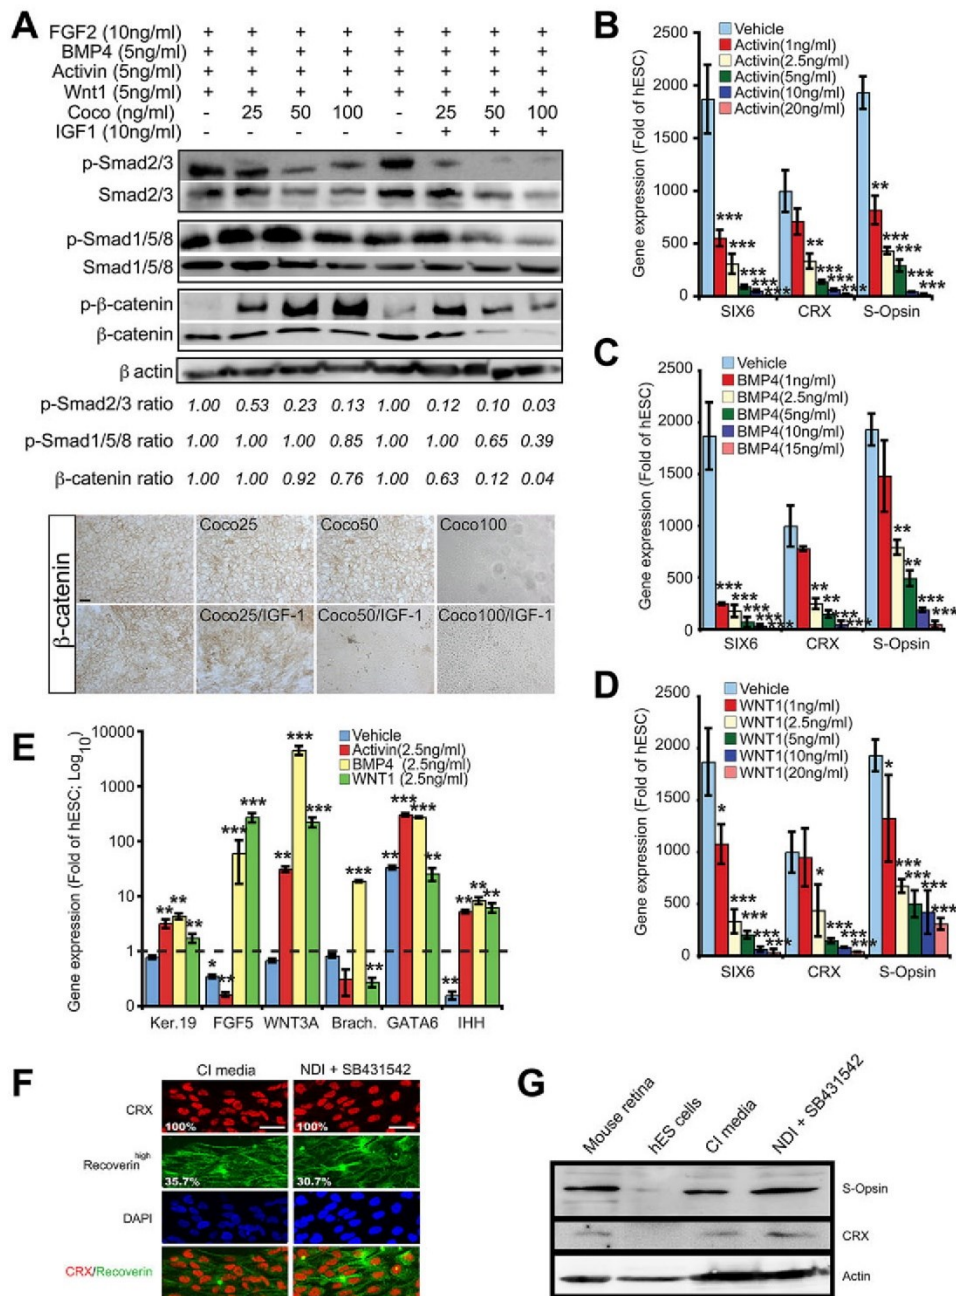 A
FGF2 (10ng/ml) + + + + + + + +
BMP4 (5ng/ml) + + + + + + + +
Activin (5ng/ml) + + + + + + + +
Wnt1 (5ng/ml) + + + + + + + +
Coco (ng/ml) - 25 50 100 - 25 50 100
IGF1 (10ng/ml) - - - - - + + +
p-Smad2/3
Smad2/3
p-Smad1/5/8
Smad1/5/8
p-β-catenin
β-catenin
β actin
p-Smad2/3 ratio 1.00 0.53 0.23 0.13 1.00 0.12 0.10 0.03
p-Smad1/5/8 ratio 1.00 1.00 1.00 0.85 1.00 1.00 0.65 0.39
β-catenin ratio 1.00 1.00 0.92 0.76 1.00 0.63 0.12 0.04
β-catenin
Coco25 Coco50 Coco100
Coco25/IGF-1 Coco50/IGF-1 Coco100/IGF-1
B
Gene expression (Fold of hESC)
2500
2000
1500
1000
500
0
Vehicle
Activin(1ng/ml)
Activin(2.5ng/ml)
Activin(5ng/ml)
Activin(10ng/ml)
Activin(20ng/ml)
*** *** *** *** ***
** *** *** ***
** *** *** *** ***
SIX6 CRX S-Opsin
C
Gene expression (Fold of hESC)
2500
2000
1500
1000
500
0
Vehicle
BMP4(1ng/ml)
BMP4(2.5ng/ml)
BMP4(5ng/ml)
BMP4(10ng/ml)
BMP4(15ng/ml)
*** *** *** *** ***
** ** *** ***
** ** *** ***
SIX6 CRX S-Opsin
D
Gene expression (Fold of hESC)
2500
2000
1500
1000
500
0
Vehicle
WNT1(1ng/ml)
WNT1(2.5ng/ml)
WNT1(5ng/ml)
WNT1(10ng/ml)
WNT1(20ng/ml)
* *** *** *** ***
* *** *** ***
* *** *** *** ***
SIX6 CRX S-Opsin
E
Gene expression (Fold of hESC; Log10)
10000
1000
100
10
1
0
Vehicle
Activin(2.5ng/ml)
BMP4 (2.5ng/ml)
WNT1 (2.5ng/ml)
** ** **
* ** *** ***
** *** ***
*** **
** *** *** **
** ** ** **
Ker.19 FGF5 WNT3A Brach. GATA6 IHH
F
CI media NDI + SB431542
CRX
100% 100%
Recoverin high
35.7% 30.7%
DAPI
CRX/Recoverin
G
Mouse retina
hES cells
CI media
NDI + SB431542
S-Opsin
CRX
Actin